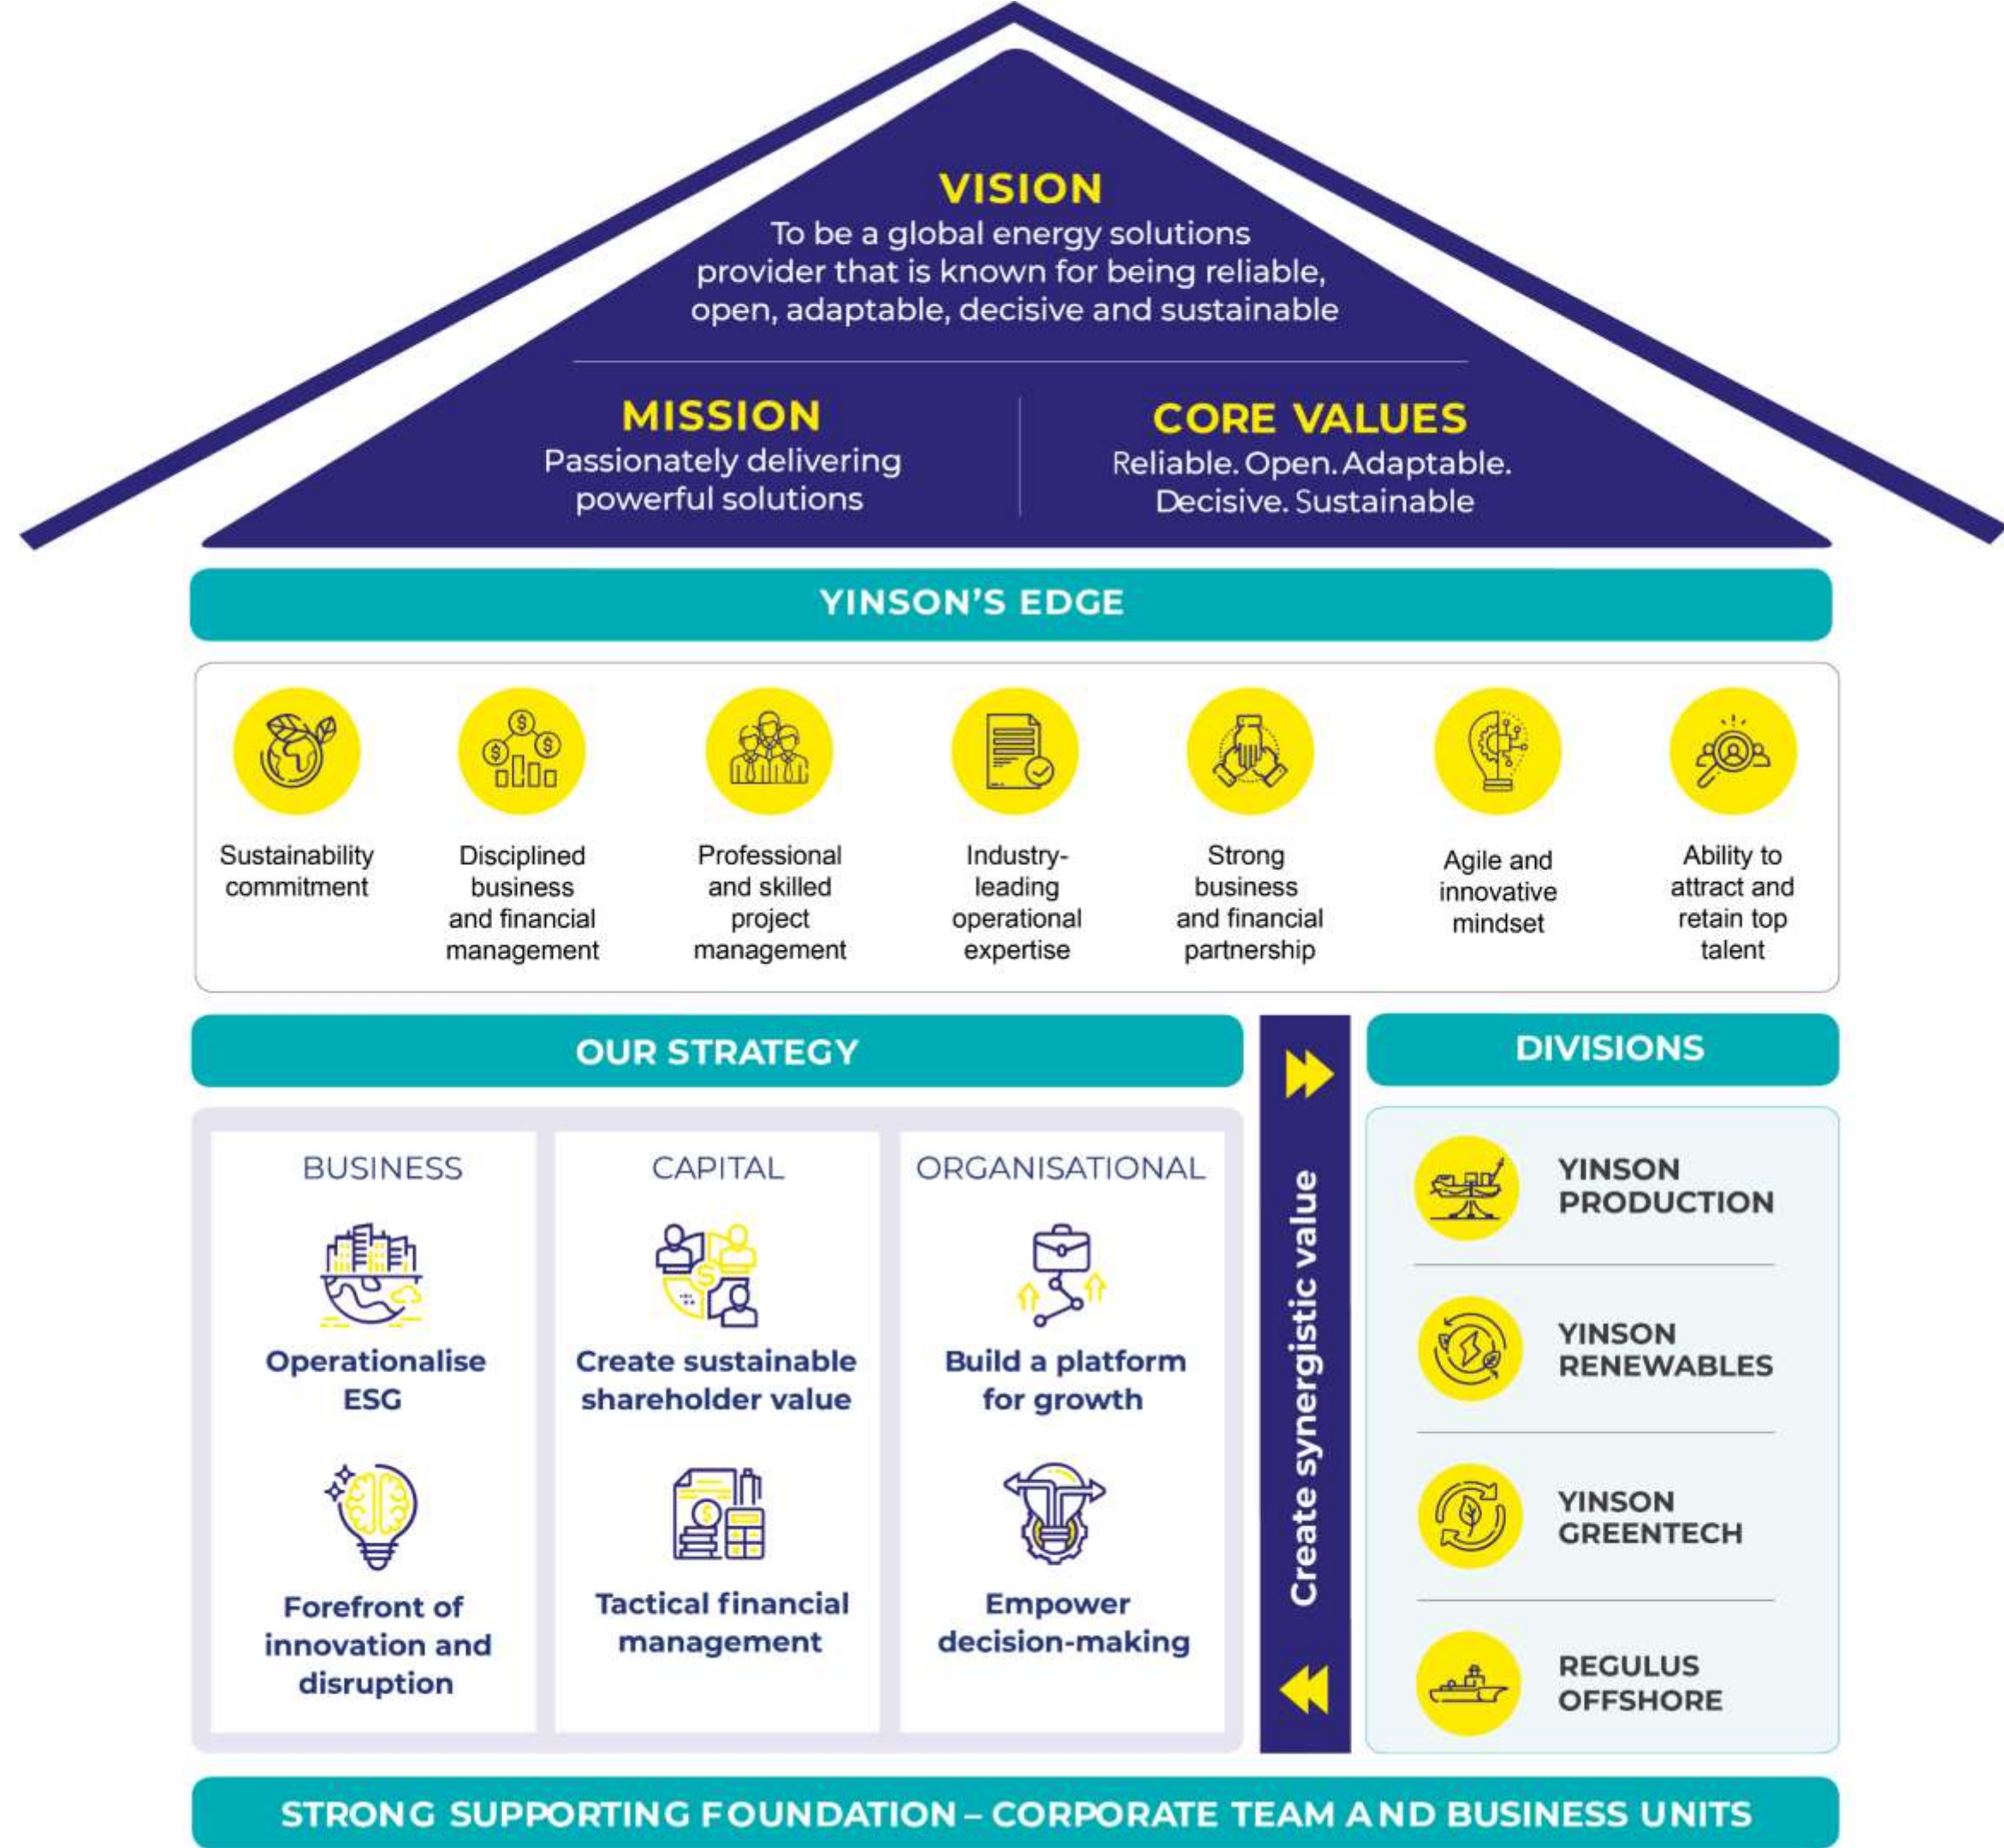 VISION
To be a global energy solutions
provider that is known for being reliable,
open, adaptable, decisive and sustainable
MISSION
Passionately delivering
powerful solutions
CORE VALUES
Reliable. Open. Adaptable.
Decisive. Sustainable
YINSON'S EDGE
Sustainability
commitment
Disciplined
business
and financial
management
Professional
and skilled
project
management
Industry-
leading
operational
expertise
Strong
business
and financial
partnership
Agile and
innovative
mindset
Ability to
attract and
retain top
talent
OUR STRATEGY
BUSINESS
Operationalise
ESG
Forefront of
innovation and
disruption
CAPITAL
Create sustainable
shareholder value
Tactical financial
management
ORGANISATIONAL
Build a platform
for growth
Empower
decision-making
Create synergistic value
DIVISIONS
YINSON
PRODUCTION
YINSON
RENEWABLES
YINSON
GREENTECH
REGULUS
OFFSHORE
STRONG SUPPORTING FOUNDATION – CORPORATE TEAM AND BUSINESS UNITS